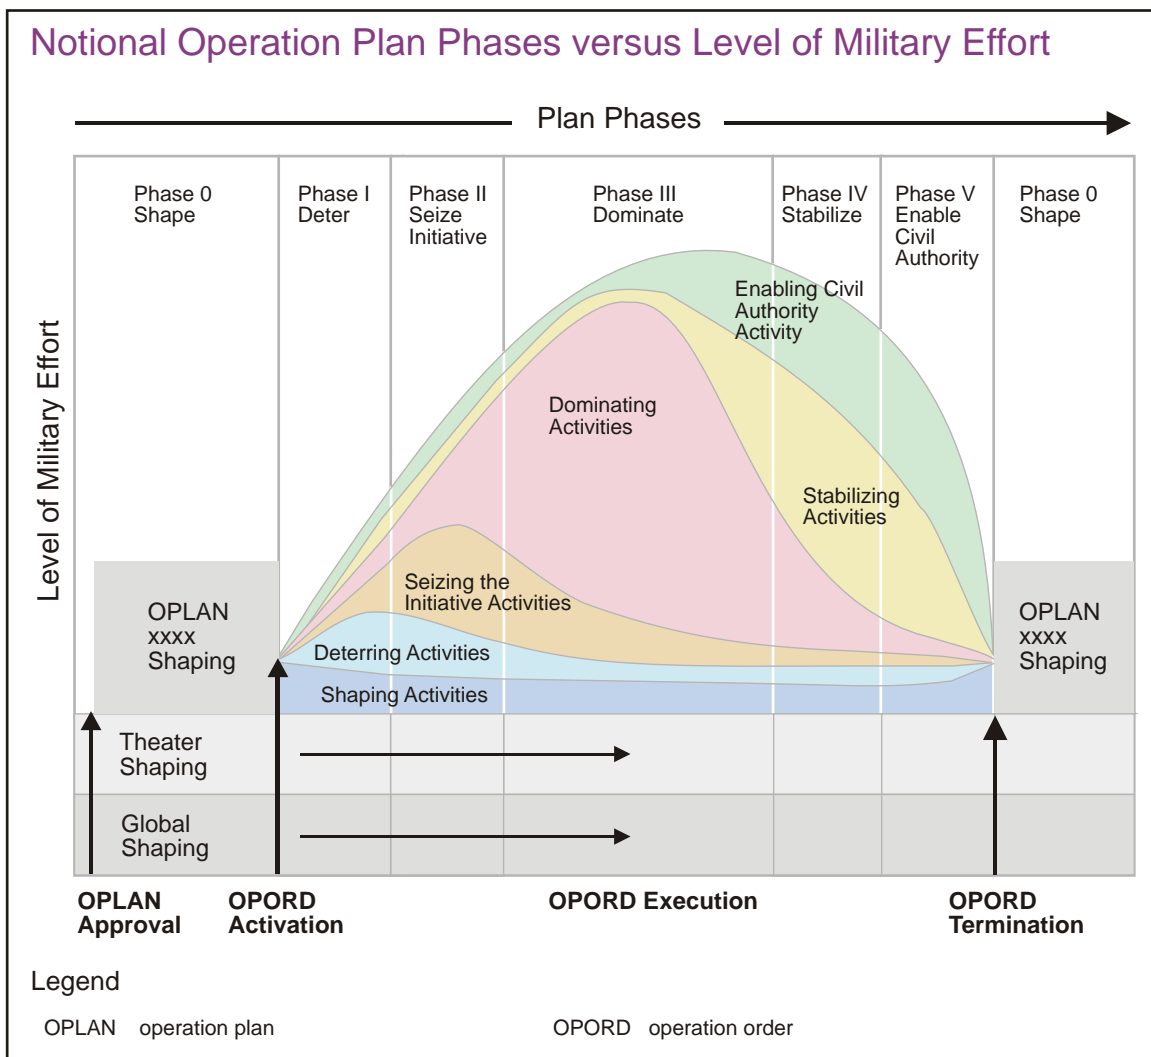 Notional Operation Plan Phases versus Level of Military Effort
Plan Phases
Phase 0
Shape
Phase I
Deter
Phase II
Seize
Initiative
Phase III
Dominate
Phase IV
Stabilize
Phase V
Enable
Civil
Authority
Phase 0
Shape
Level of Military Effort
Enabling Civil
Authority
Activity
Dominating
Activities
Stabilizing
Activities
Seizing the
Initiative Activities
Deterring Activities
Shaping Activities
OPLAN
xxxx
Shaping
OPLAN
xxxx
Shaping
Theater
Shaping
Global
Shaping
OPLAN
Approval
OPORD
Activation
OPORD Execution
OPORD
Termination
Legend
OPLAN operation plan
OPORD operation order